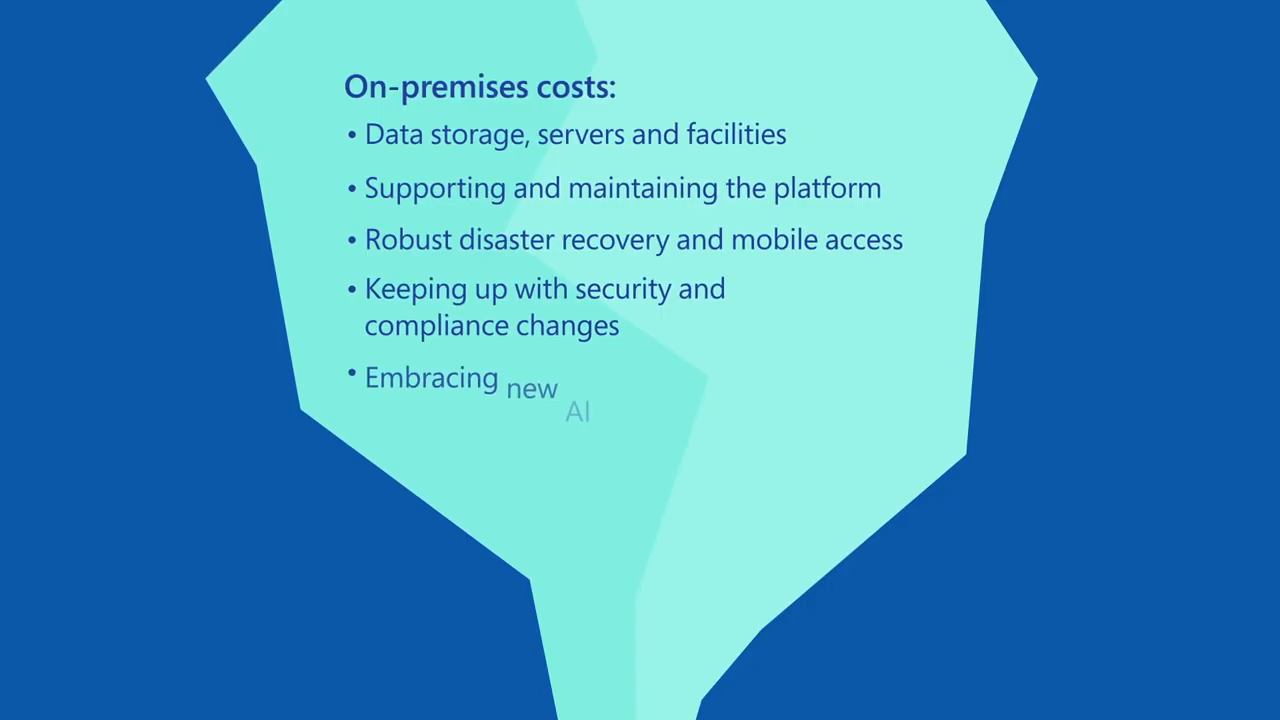 On-premises costs:
• Data storage, servers and facilities
• Supporting and maintaining the platform
• Robust disaster recovery and mobile access
• Keeping up with security and
compliance changes
• Embracing new AI